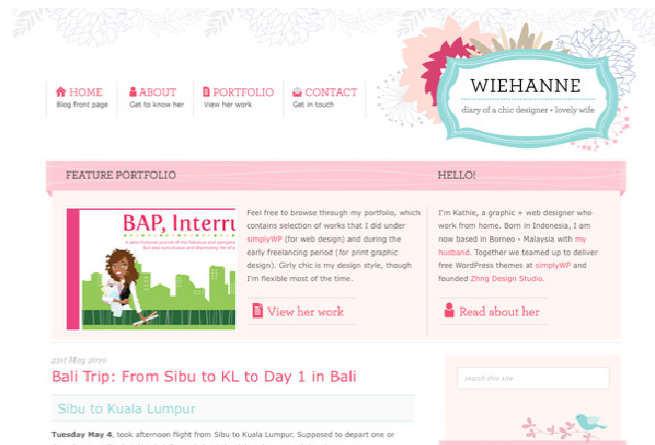 HOME
Blog front page
ABOUT
Get to know her
PORTFOLIO
View her work
CONTACT
Get in touch
WIEHANNE
diary of a chic designer + lovely wife
FEATURE PORTFOLIO
BAP, Interru
Feel free to browse through my portfolio, which
contains selection of works that I did under
simplyWP (for web design) and during the
early freelancing period (for print graphic
design). Girly chic is my design style, though
I'm flexible most of the time.
View her work
HELLO!
I'm Kathie, a graphic + web designer who
work from home. Born in Indonesia, I am
now based in Borneo - Malaysia with my
husband. Together we teamed up to deliver
free WordPress themes at simplyWP and
founded Zhng Design Studio.
Read about her
21st May 2010
Bali Trip: From Sibu to KL to Day 1 in Bali
Sibu to Kuala Lumpur
Tuesday May 4, took afternoon flight from Sibu to Kuala Lumpur. Supposed to depart one or
search this site